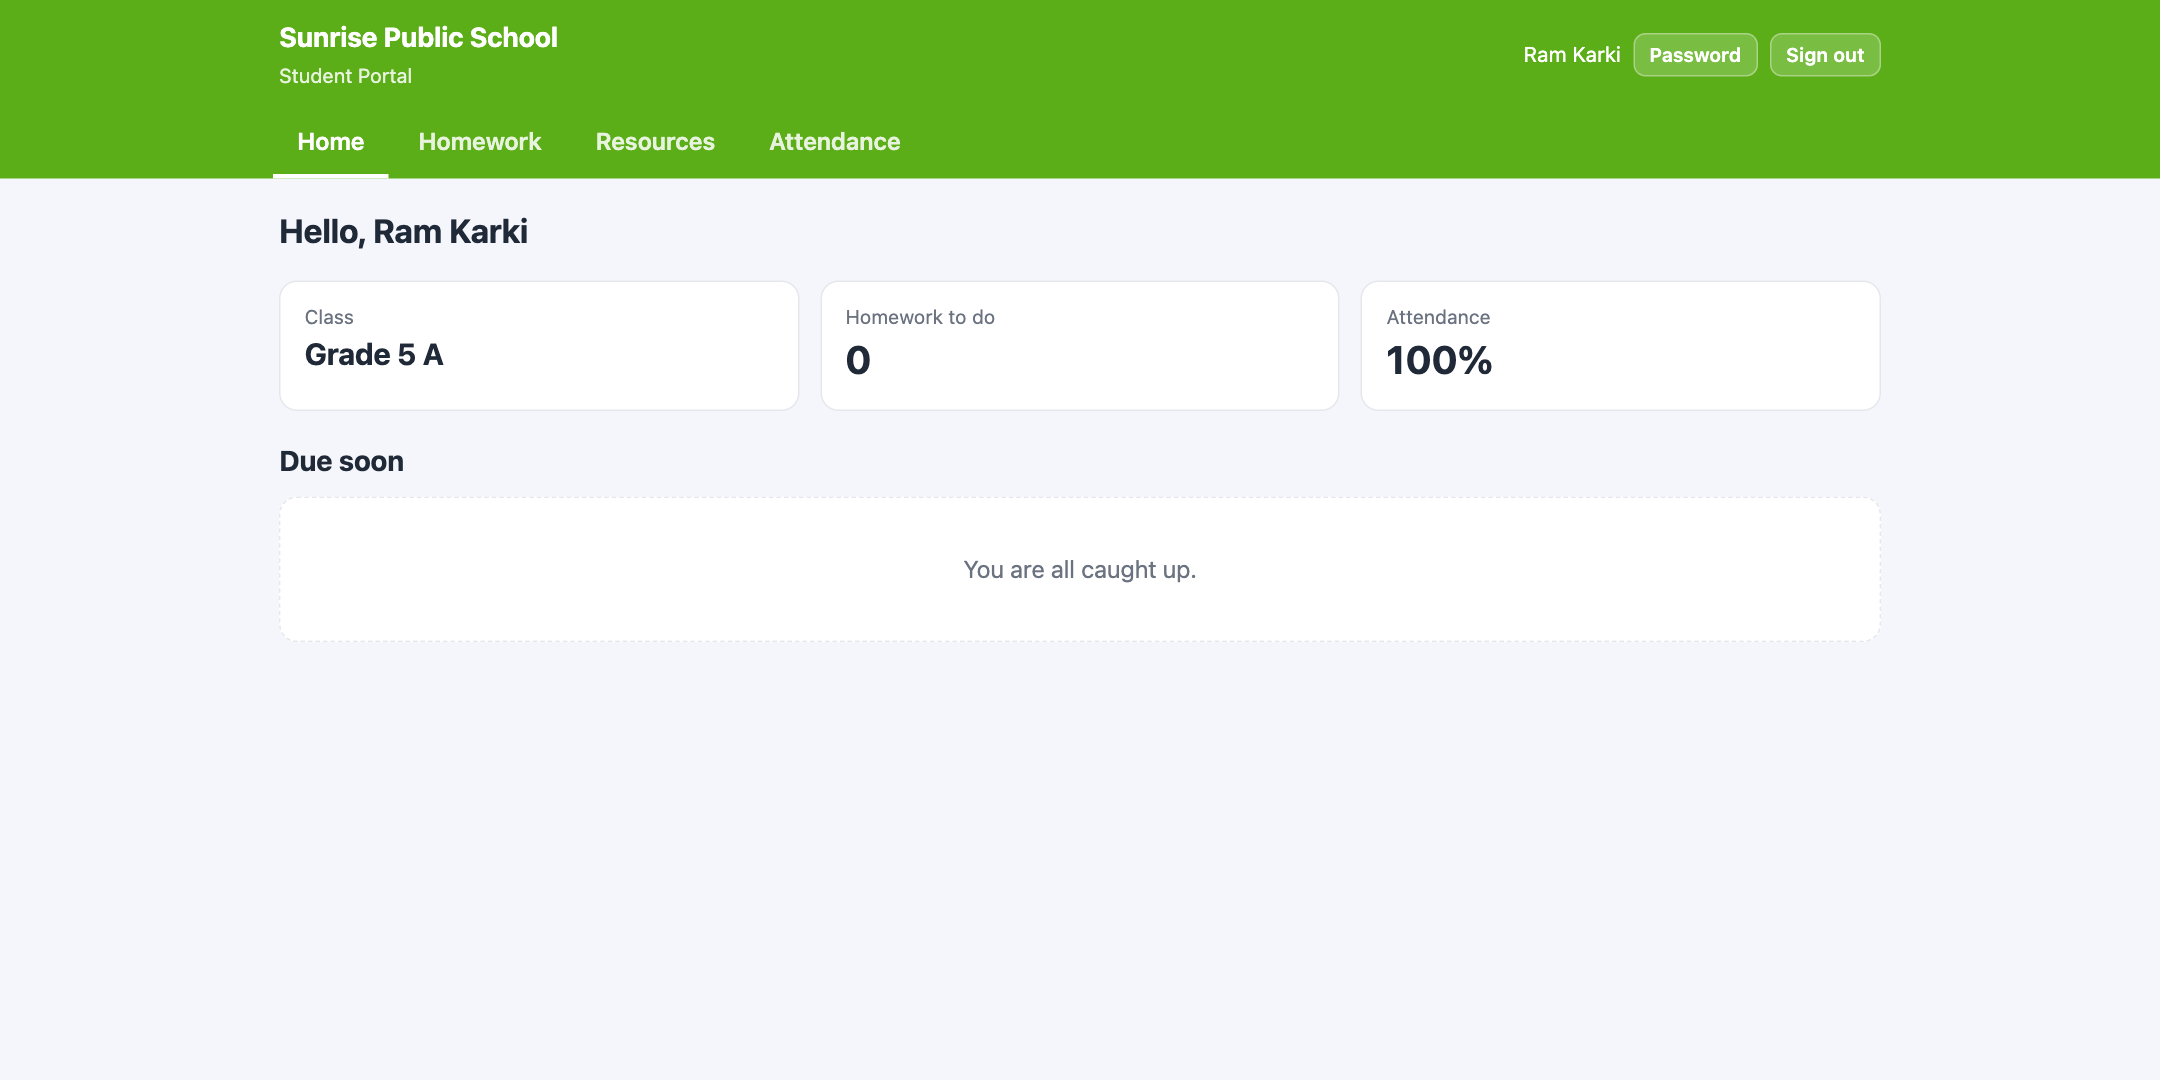 Sunrise Public School
Student Portal
Ram Karki
Password
Sign out
Home
Homework
Resources
Attendance
Hello, Ram Karki
Class
Grade 5 A
Homework to do
0
Attendance
100%
Due soon
You are all caught up.